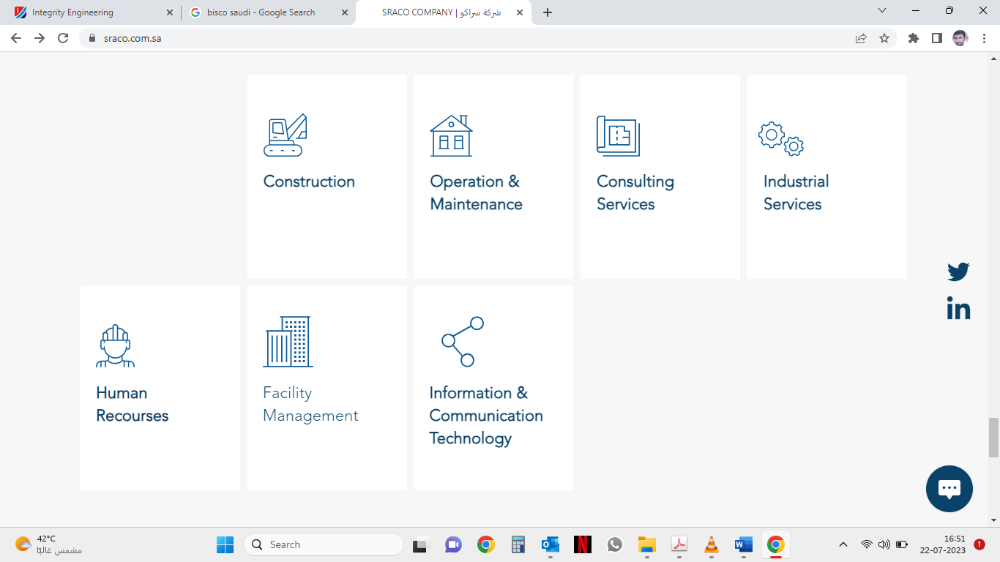 Integrity Engineering
bisco saudi - Google Search
SRACO COMPANY | شركة سراكو
sraco.com.sa
Construction
Operation &
Maintenance
Consulting
Services
Industrial
Services
in
Human
Recourses
Facility
Management
Information &
Communication
Technology
42°C
مشمس غالبًا
Search
N
W
16:51
22-07-2023
1